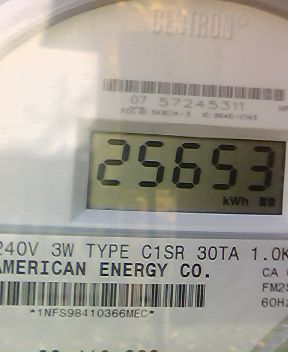 CENTRON
07 57245311
25653
kWh
240V 3W TYPE C1SR 30TA 1.0K
AMERICAN ENERGY CO.
CA
FM2S
60H
*1NFS98410366MEC*